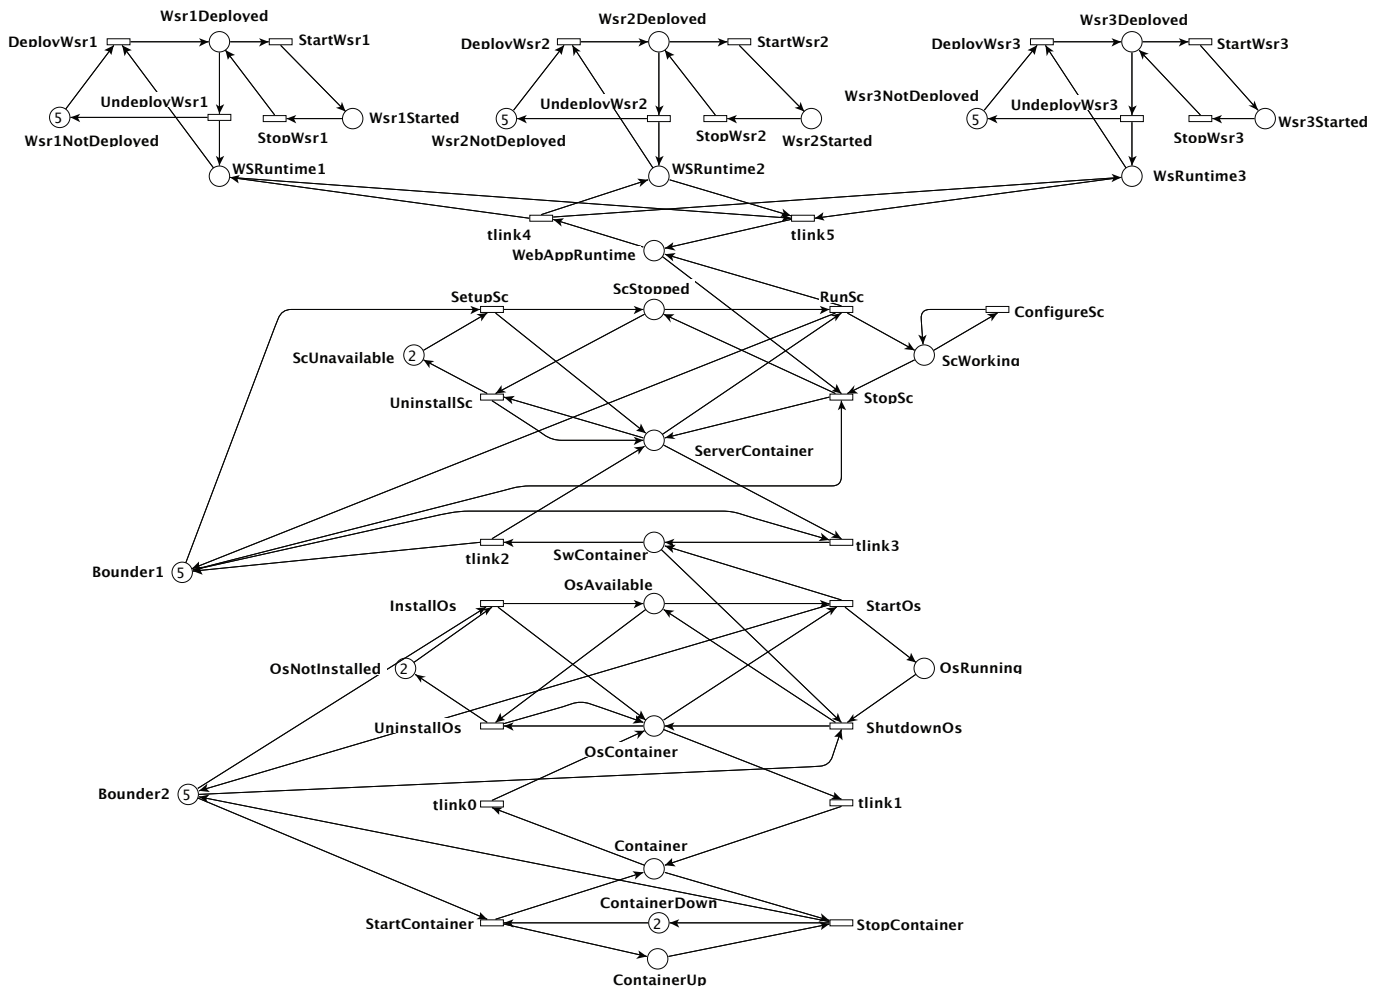 Wsr1Deployed
Wsr2Deployed
Wsr3Deployed
DeployWsr1
StartWsr1
DeployWsr2
StartWsr2
DeployWsr3
StartWsr3
UndeployWsr1
UndeployWsr2
Wsr3NotDeployed
UndeployWsr3
5
Wsr1Started
5
5
Wsr3Started
Wsr1NotDeployed
StopWsr1
Wsr2NotDeployed
StopWsr2
Wsr2Started
StopWsr3
WSRuntime1
WSRuntime2
WsRuntime3
tlink4
tlink5
WebAppRuntime
ScStopped
SetupSc
RunSc
ConfigureSc
ScUnavailable
2
ScWorking
UninstallSc
StopSc
ServerContainer
tlink2
SwContainer
tlink3
Bounder1
5
OsAvailable
InstallOs
StartOs
OsNotInstalled
2
OsRunning
UninstallOs
ShutdownOs
OsContainer
Bounder2
5
tlink0
tlink1
Container
ContainerDown
StartContainer
2
StopContainer
ContainerUp